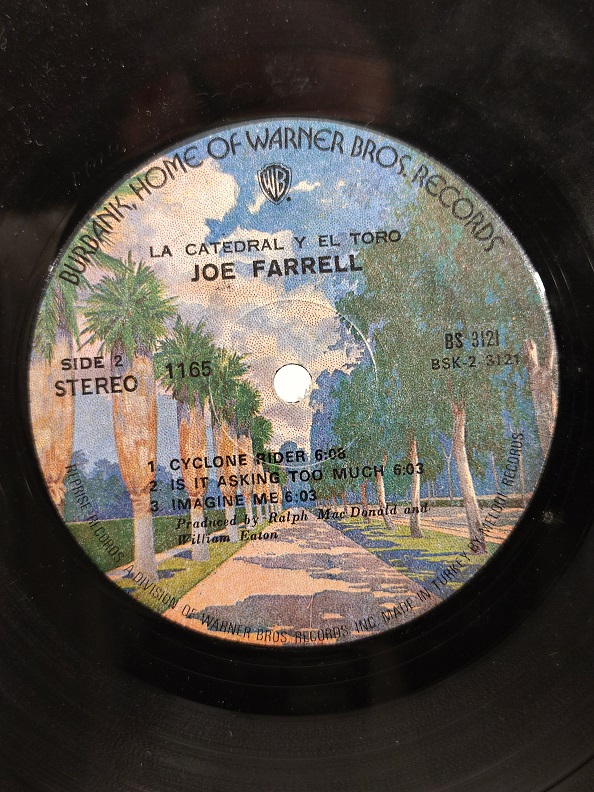 BURBANK, HOME OF WARNER BROS. RECORDS
WB
LA CATEDRAL Y EL TORO
JOE FARRELL
SIDE 2
STEREO
1165
BS 3121
BSK-2 3121
1 CYCLONE RIDER 6:08
2 IS IT ASKING TOO MUCH 6:03
3 IMAGINE ME 6:03
Produced by Ralph MacDonald and
William Eaton
REPRISE RECORDS, A DIVISION OF WARNER BROS. RECORDS INC. MADE IN TURKEY BY MELODI RECORDS